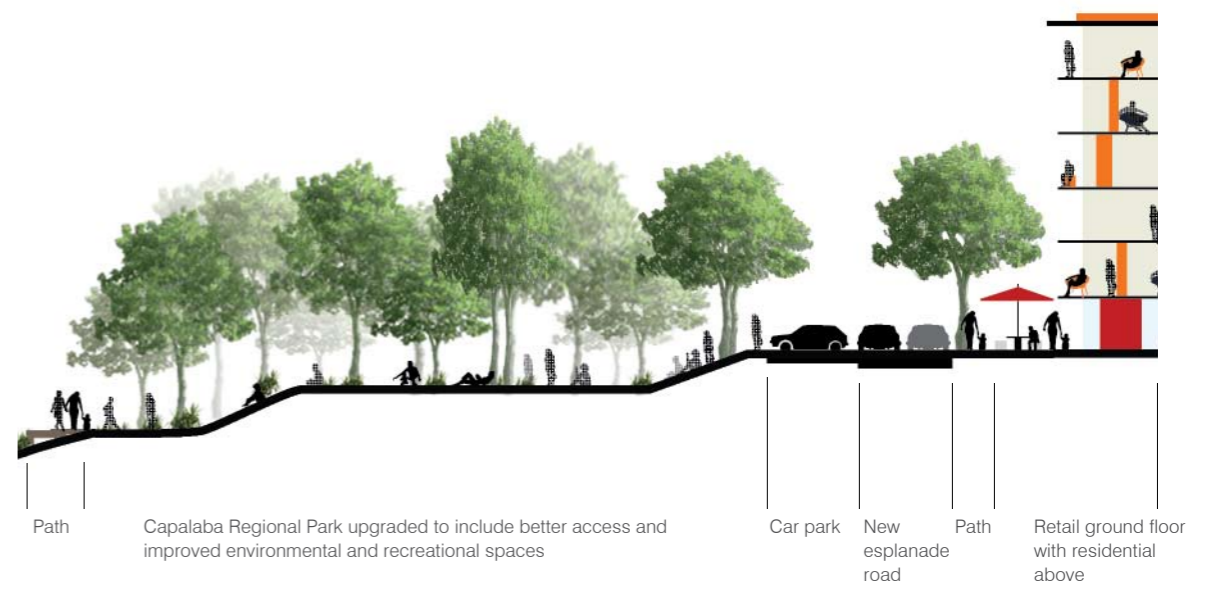 Path
Capalaba Regional Park upgraded to include better access and
improved environmental and recreational spaces
Car park
New
esplanade
road
Path
Retail ground floor
with residential
above